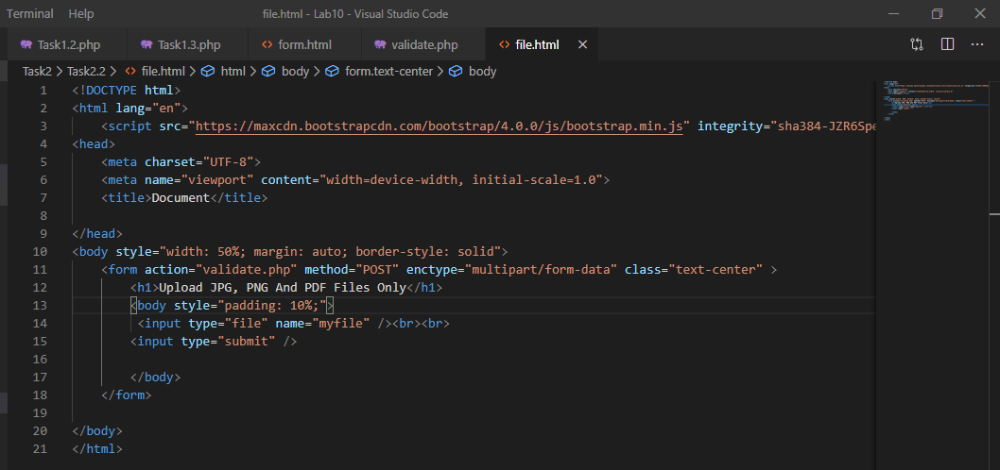 Terminal Help file.html - Lab10 - Visual Studio Code
Task1.2.php Task1.3.php form.html validate.php file.html
Task2 > Task2.2 > file.html > html > body > form.text-center > body
1 <!DOCTYPE html>
2 <html lang="en">
3 <script src="https://maxcdn.bootstrapcdn.com/bootstrap/4.0.0/js/bootstrap.min.js" integrity="sha384-JZR6Spe
4 <head>
5 <meta charset="UTF-8">
6 <meta name="viewport" content="width=device-width, initial-scale=1.0">
7 <title>Document</title>
8
9 </head>
10 <body style="width: 50%; margin: auto; border-style: solid">
11 <form action="validate.php" method="POST" enctype="multipart/form-data" class="text-center" >
12 <h1>Upload JPG, PNG And PDF Files Only</h1>
13 <body style="padding: 10%;">
14 <input type="file" name="myfile" /><br><br>
15 <input type="submit" />
16
17 </body>
18 </form>
19
20 </body>
21 </html>